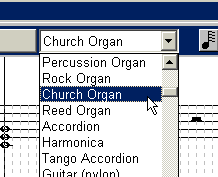 Church Organ
Percussion Organ
Rock Organ
Church Organ
Reed Organ
Accordion
Harmonica
Tango Accordion
Guitar (nylon)